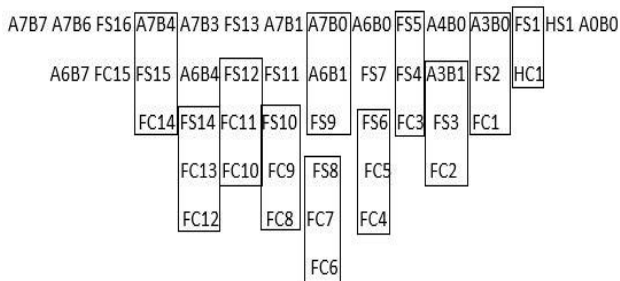 A7B7 A7B6 FS16 A7B4 A7B3 FS13 A7B1 A7B0 A6B0 FS5 A4B0 A3B0 FS1 HS1 A0B0
A6B7 FC15 FS15 A6B4 FS12 FS11 A6B1 FS7 FS4 A3B1 FS2 HC1
FC14 FS14 FC11 FS10 FS9 FS6 FC3 FS3 FC1
FC13 FC10 FC9 FS8 FC5 FC2
FC12 FC8 FC7 FC4
FC6